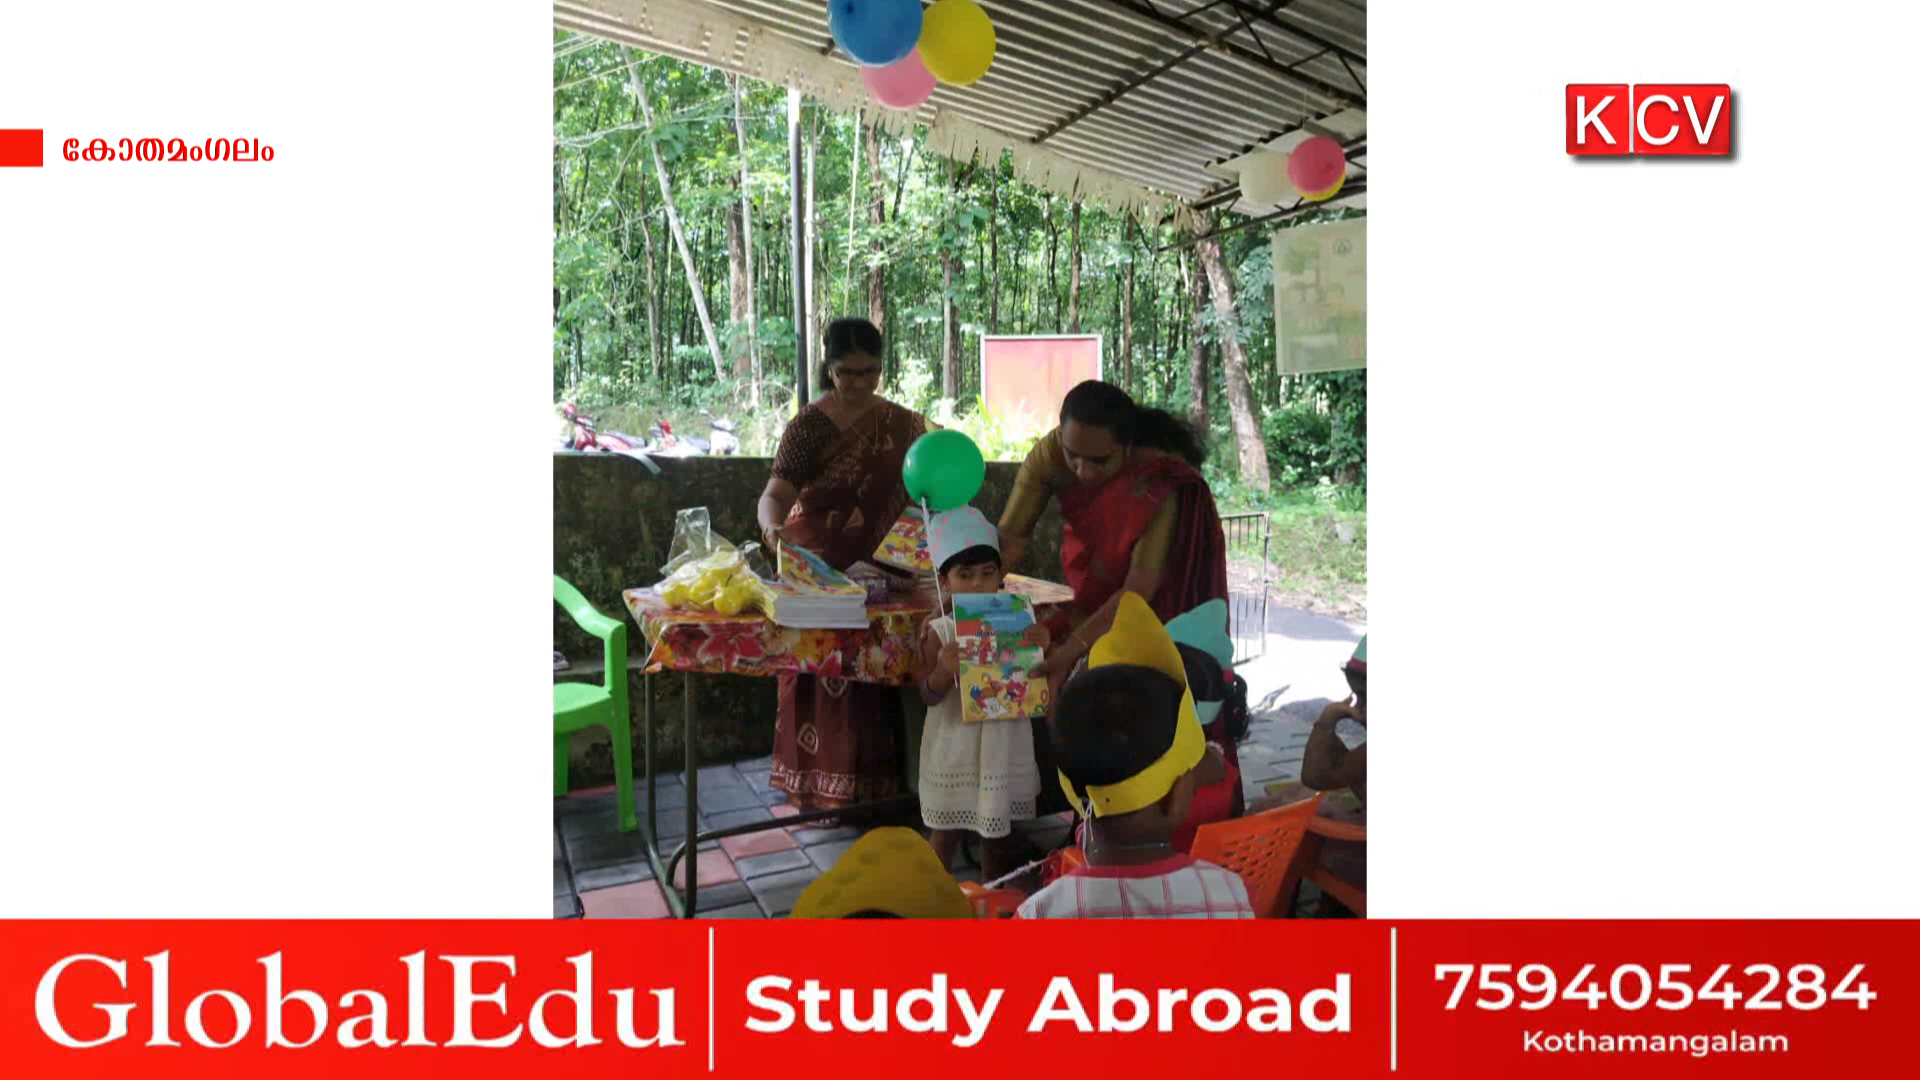 കോതമംഗലം
KCV
GlobalEdu
Study Abroad
7594054284
Kothamangalam